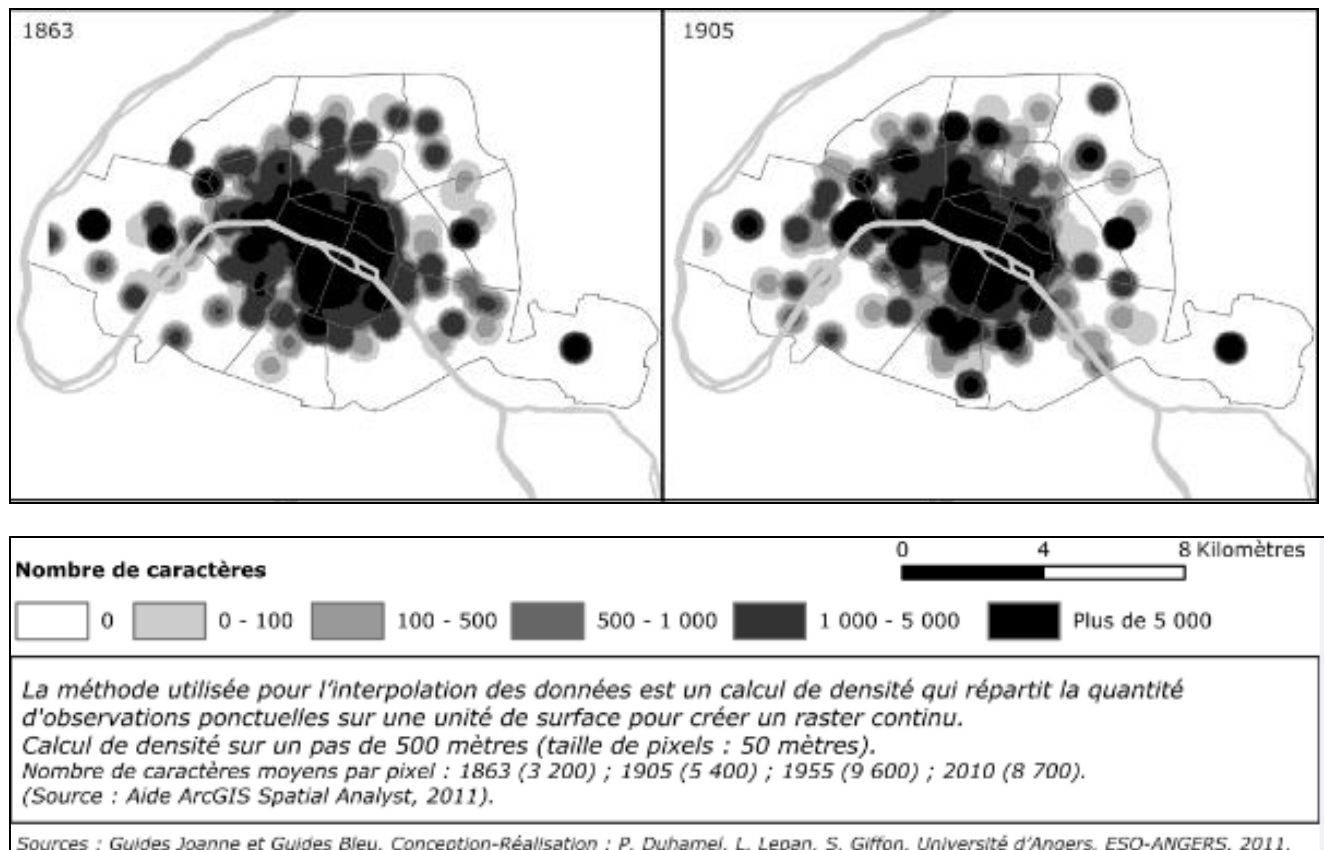 1863
1905
0 4 8 Kilomètres
Nombre de caractères
0 0 - 100 100 - 500 500 - 1 000 1 000 - 5 000 Plus de 5 000
La méthode utilisée pour l'interpolation des données est un calcul de densité qui répartit la quantité
d'observations ponctuelles sur une unité de surface pour créer un raster continu.
Calcul de densité sur un pas de 500 mètres (taille de pixels : 50 mètres).
Nombre de caractères moyens par pixel : 1863 (3 200) ; 1905 (5 400) ; 1955 (9 600) ; 2010 (8 700).
(Source : Aide ArcGIS Spatial Analyst, 2011).
Sources : Guides Joanne et Guides Bleu. Conception-Réalisation : P. Duhamel, L. Lepan, S. Giffon, Université d'Angers, ESO-ANGERS, 2011.